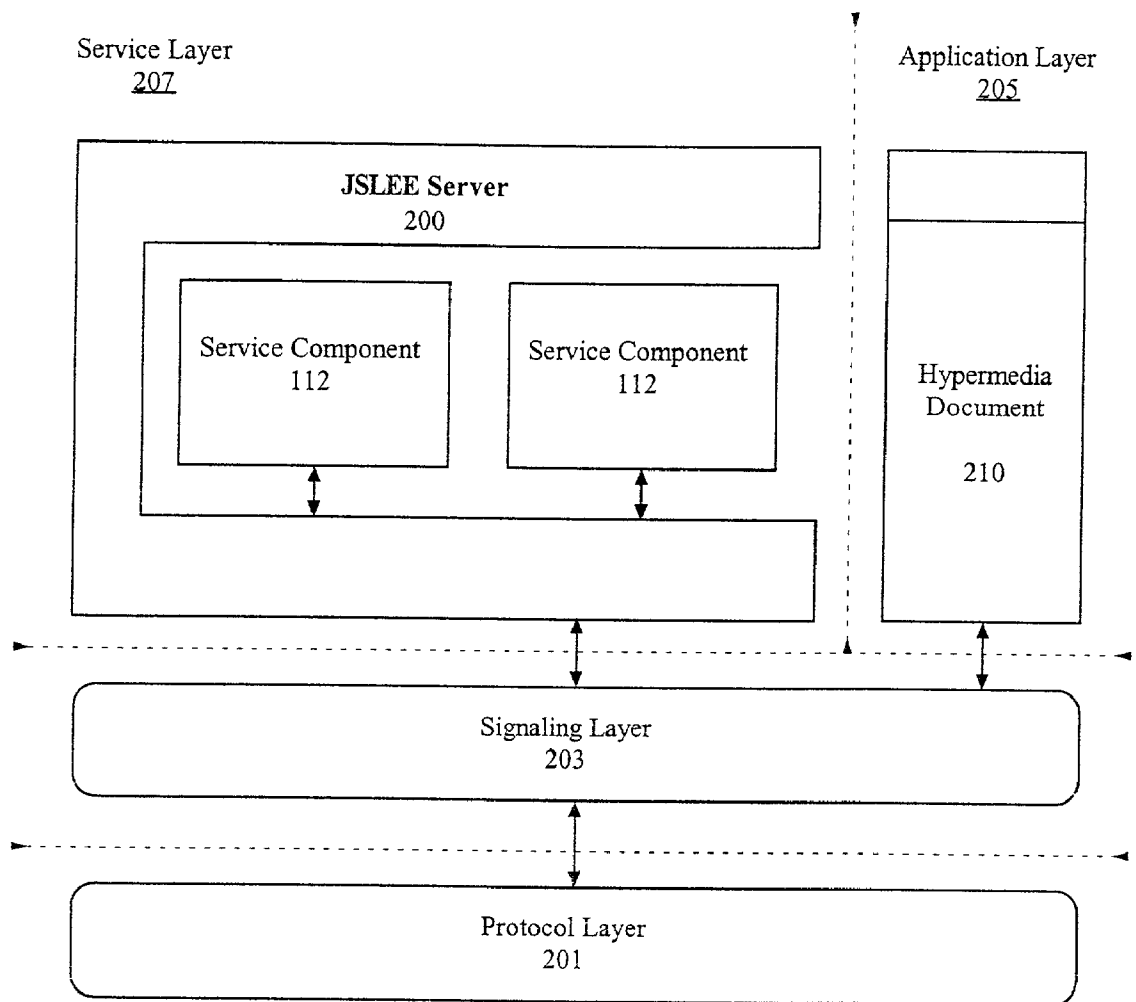 Service Layer
207
Application Layer
205
JSLEE Server
200
Service Component
112
Service Component
112
Hypermedia
Document
210
Signaling Layer
203
Protocol Layer
201